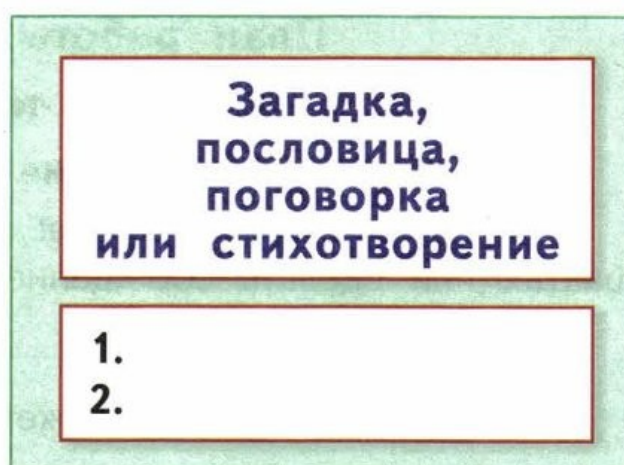 Загадка,
пословица,
поговорка
или стихотворение
1.
2.